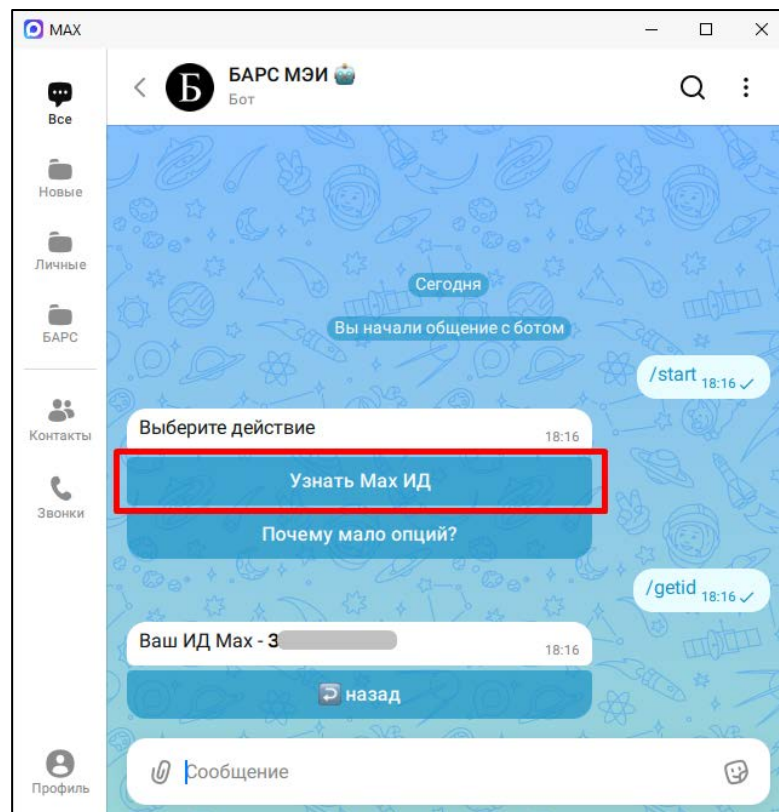 MAX
БАРС МЭИ 🤖
Бот
Все
Новые
Личные
БАРС
Контакты
Звонки
Профиль
Сегодня
Вы начали общение с ботом
/start 18:16
Выберите действие 18:16
Узнать Мах ИД
Почему мало опций?
/getid 18:16
Ваш ИД Мах - 3 18:16
назад
Сообщение